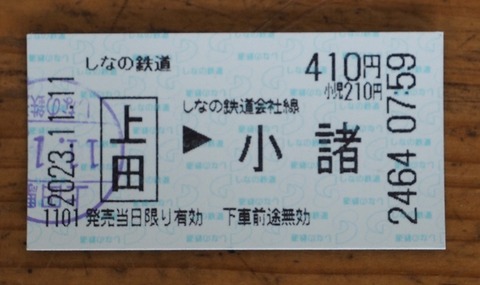 しなの鉄道
410円
小児210円
しなの鉄道会社線
上田
▶
小諸
2023.11.11
2464 07:59
1101 発売当日限り有効 下車前途無効